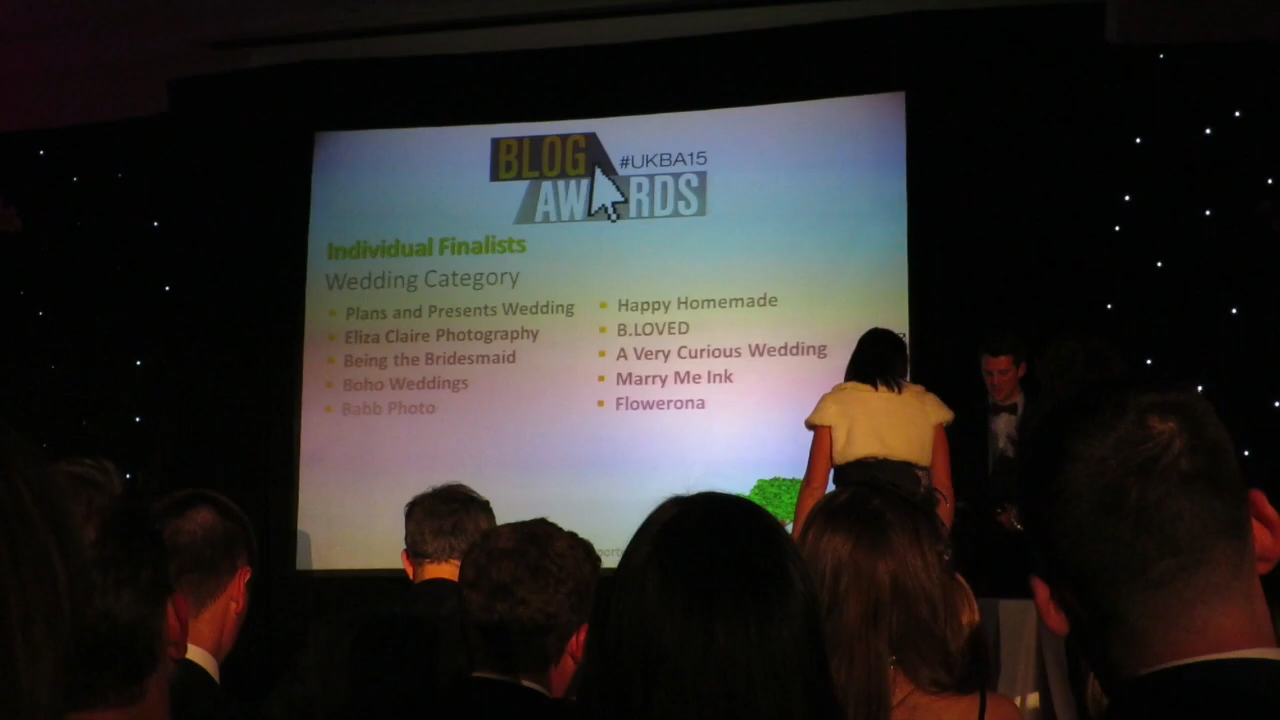 BLOG
#UKBA15
AWARDS
Individual Finalists
Wedding Category
Plans and Presents Wedding
Eliza Claire Photography
Being the Bridesmaid
Boho Weddings
Babb Photo
Happy Homemade
B.LOVED
A Very Curious Wedding
Marry Me Ink
Flowerona